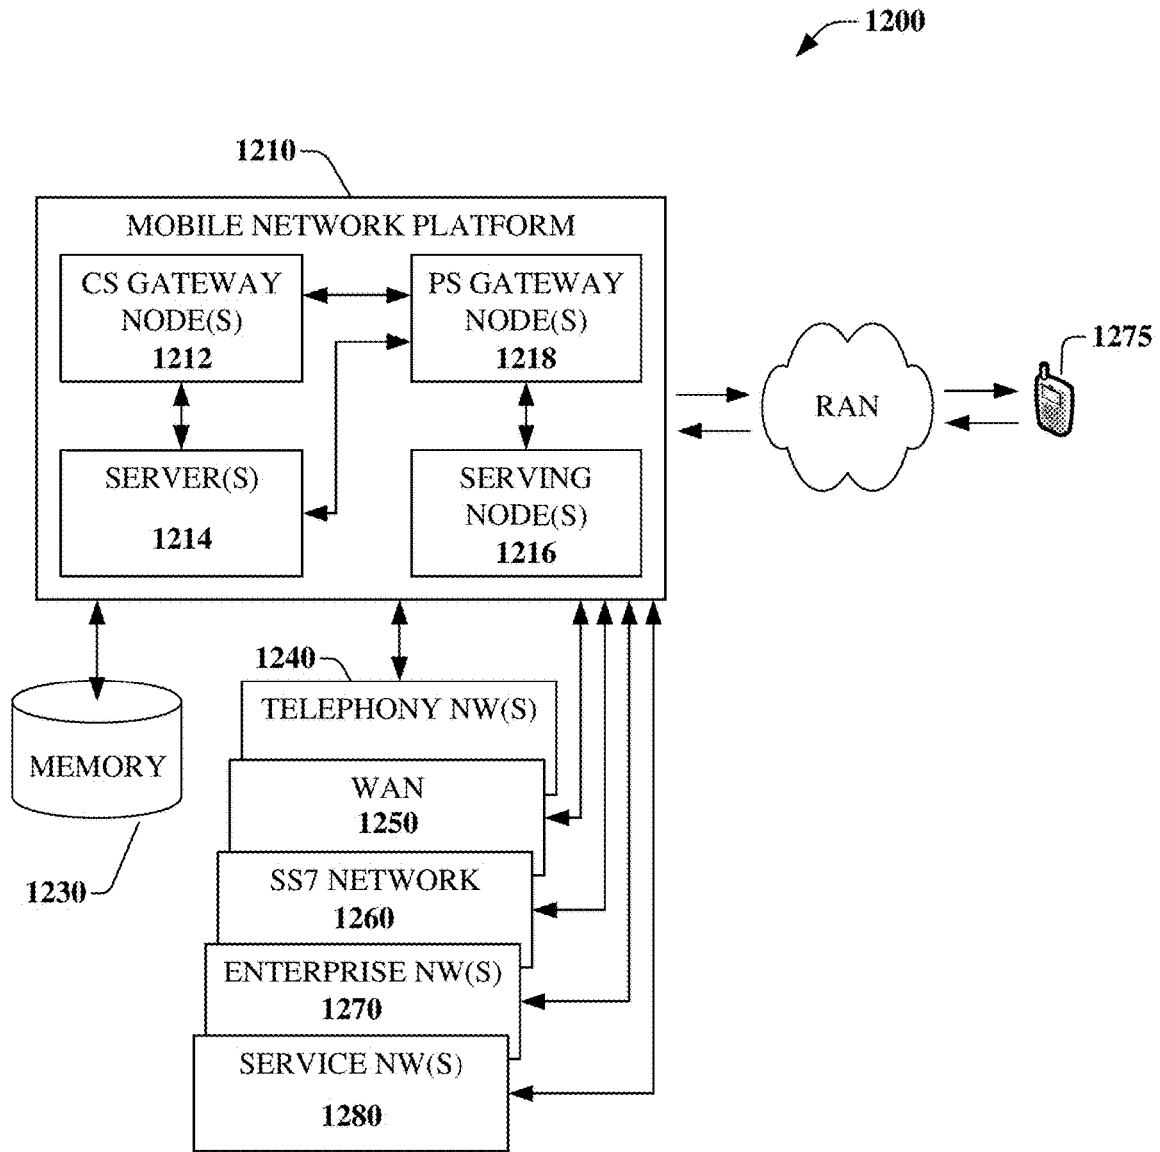 1200
1210
MOBILE NETWORK PLATFORM
CS GATEWAY
NODE(S)
1212
PS GATEWAY
NODE(S)
1218
SERVER(S)
1214
SERVING
NODE(S)
1216
RAN
1275
1240
TELEPHONY NW(S)
MEMORY
1230
WAN
1250
SS7 NETWORK
1260
ENTERPRISE NW(S)
1270
SERVICE NW(S)
1280